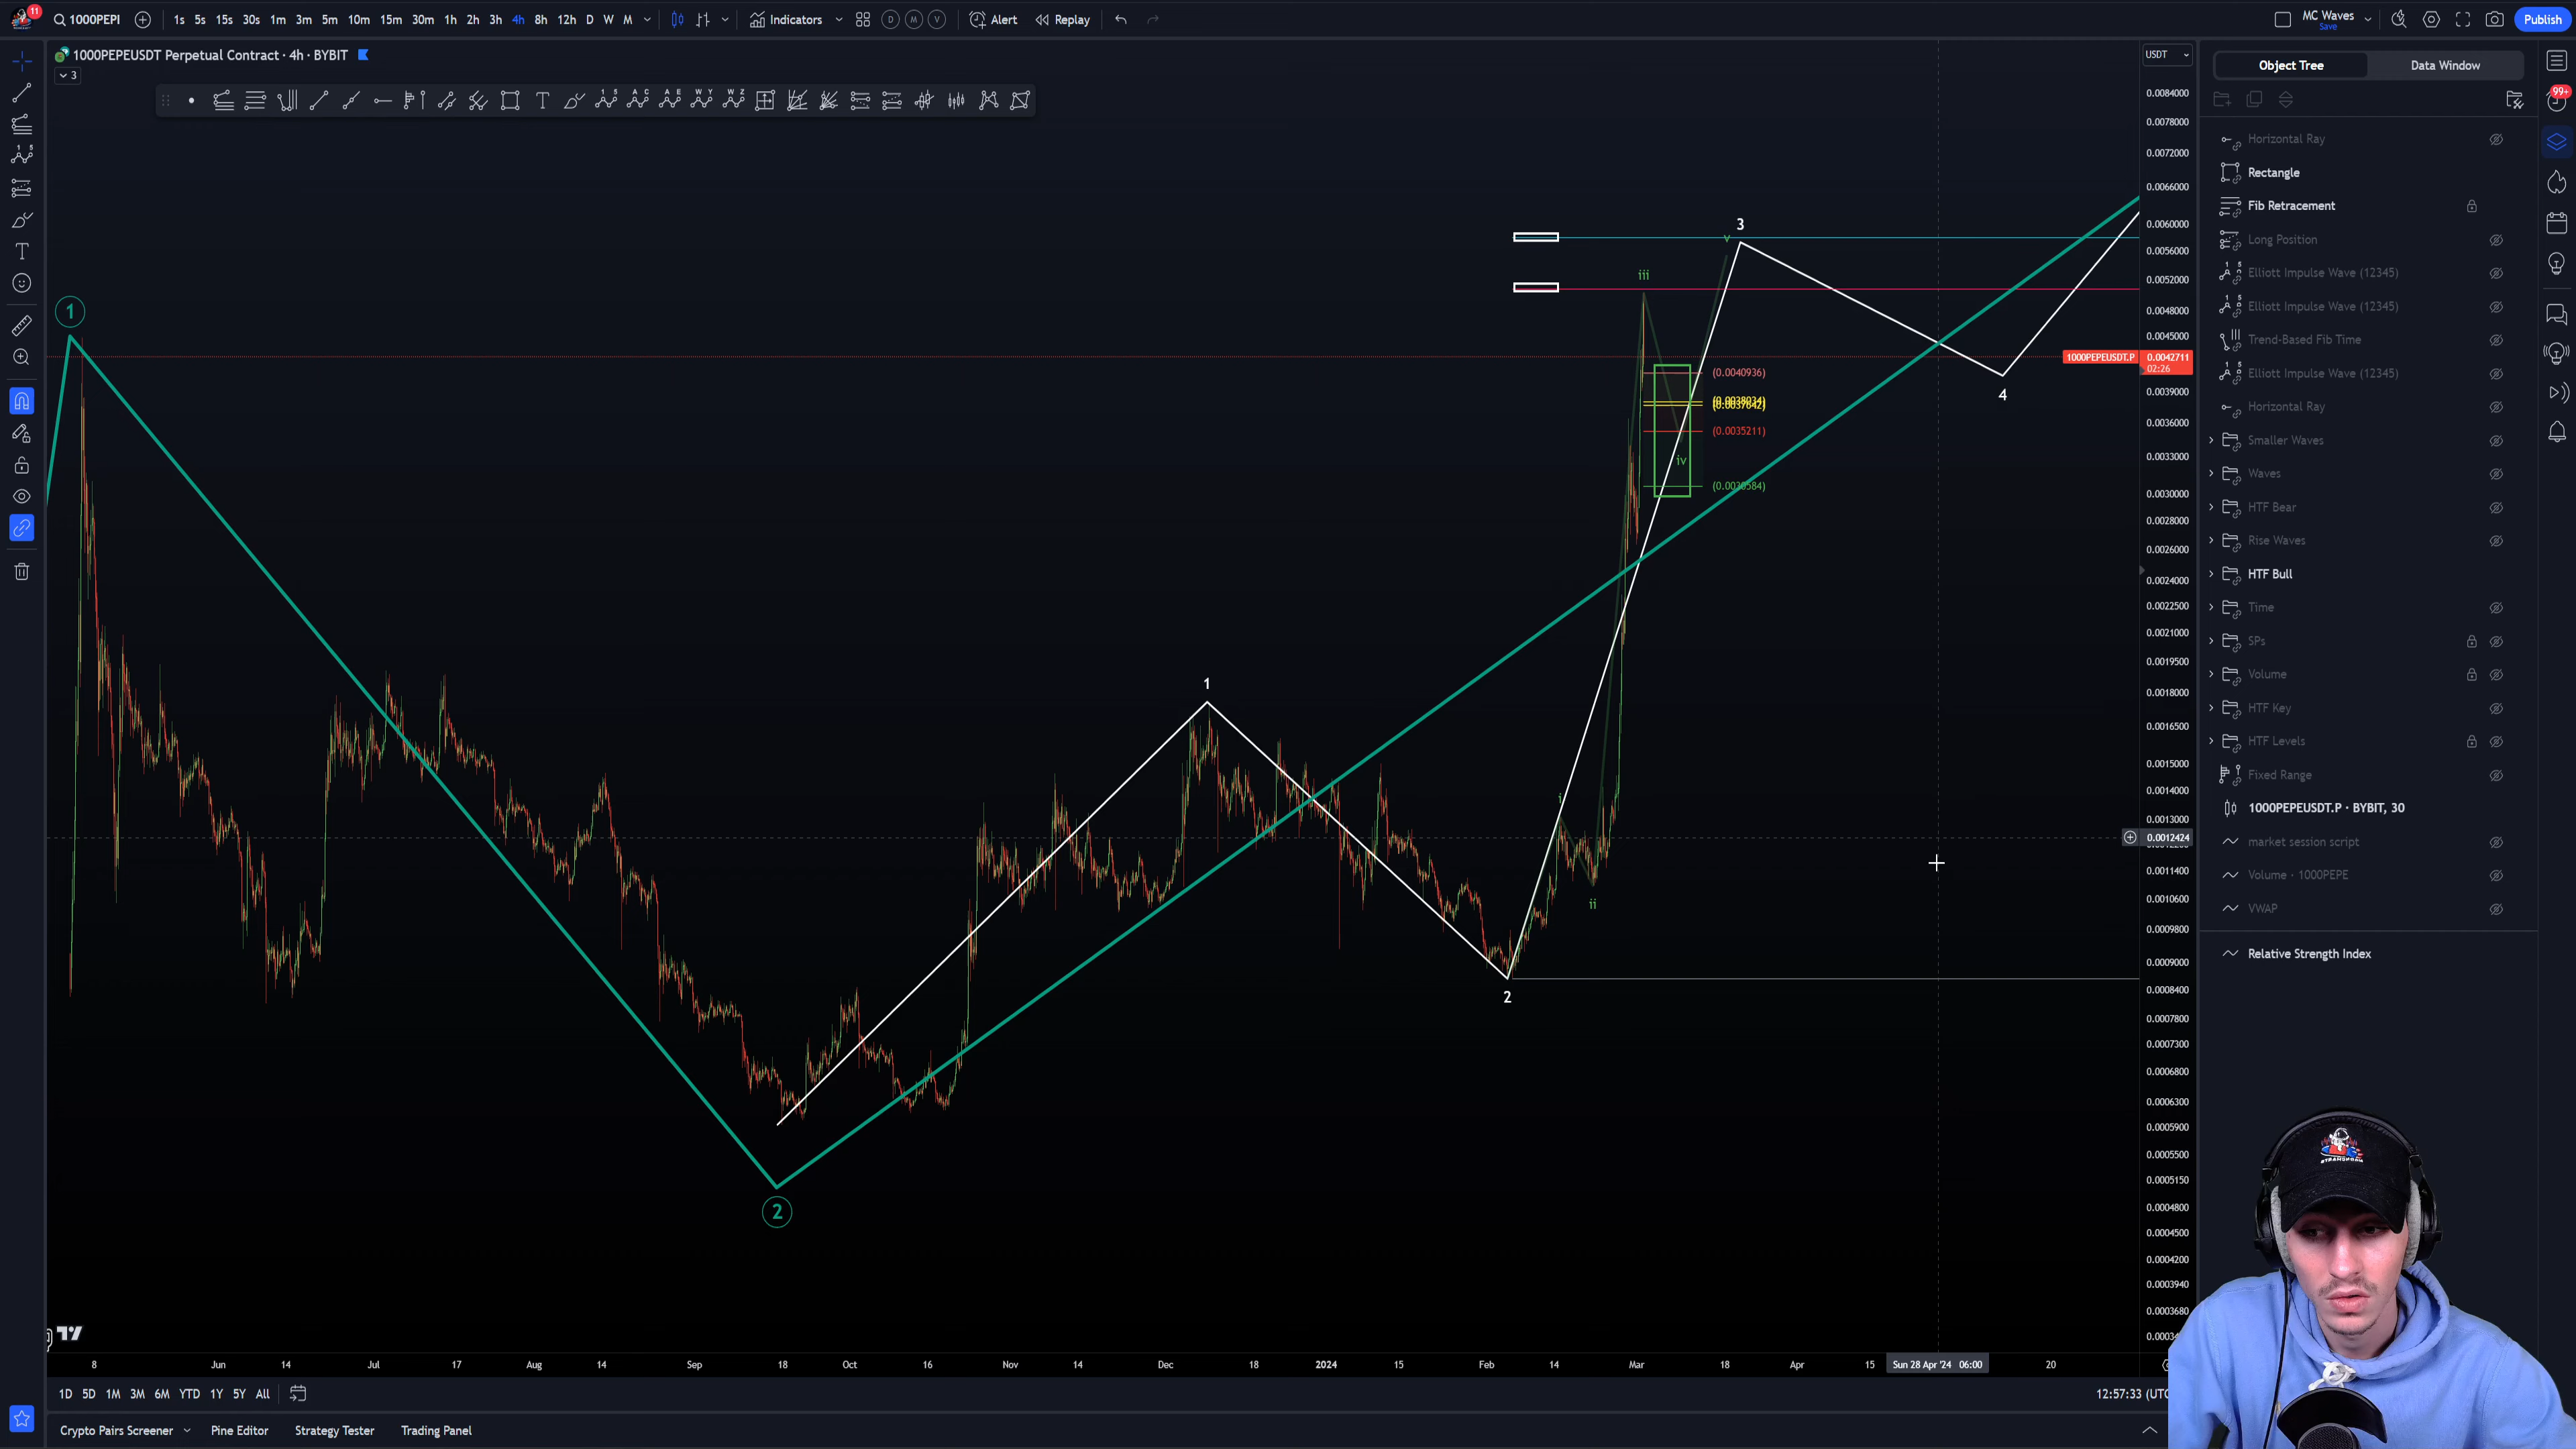 11
1000PEPI
1s 5s 15s 30s 1m 3m 5m 10m 15m 30m 1h 2h 3h 4h 8h 12h D W M
Indicators
D M V
Alert
Replay
MC Waves
Save
Publish
1000PEPEUSDT Perpetual Contract · 4h · BYBIT
3
USDT
Object Tree
Data Window
99+
Horizontal Ray
Rectangle
Fib Retracement
Long Position
Elliott Impulse Wave (12345)
Elliott Impulse Wave (12345)
Trend-Based Fib Time
Elliott Impulse Wave (12345)
Horizontal Ray
Smaller Waves
Waves
HTF Bear
Rise Waves
HTF Bull
Time
SPs
Volume
HTF Key
HTF Levels
Fixed Range
1000PEPEUSDT.P · BYBIT, 30
market session script
Volume · 1000PEPE
VWAP
Relative Strength Index
0.0084000
0.0078000
0.0072000
0.0066000
0.0060000
0.0056000
0.0052000
0.0048000
0.0045000
1000PEPEUSDT.P 0.0042711
02:26
0.0039000
0.0036000
0.0033000
0.0030000
0.0028000
0.0026000
0.0024000
0.0022500
0.0021000
0.0019500
0.0018000
0.0016500
0.0015000
0.0014000
0.0013000
0.0012424
0.0011400
0.0010600
0.0009800
0.0009000
0.0008400
0.0007800
0.0007300
0.0006800
0.0006300
0.0005900
0.0005500
0.0005150
0.0004800
0.0004500
0.0004200
0.0003940
0.0003680
1
3
v
iii
(0.0040936)
(0.0035211)
iv
4
1
i
ii
2
2
8 Jun 14 Jul 17 Aug 14 Sep 18 Oct 16 Nov 14 Dec 18 2024 15 Feb 14 Mar 18 Apr 15 Sun 28 Apr '24 06:00 20
1D 5D 1M 3M 6M YTD 1Y 5Y All
12:57:33 (UTC
Crypto Pairs Screener
Pine Editor
Strategy Tester
Trading Panel